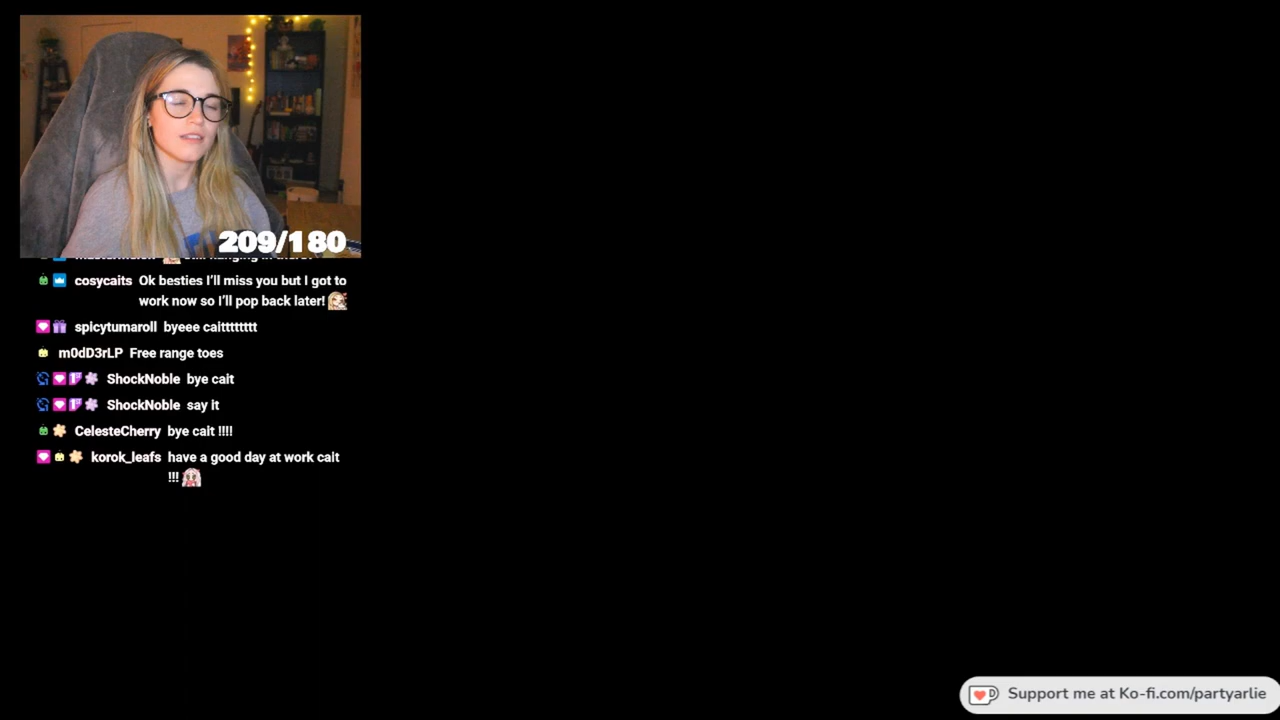 209/180
cosycaits Ok besties I'll miss you but I got to
work now so I'll pop back later!
spicytumaroll byeee caitttttttt
m0dD3rLP Free range toes
ShockNoble bye cait
ShockNoble say it
CelesteCherry bye cait !!!!
korok_leafs have a good day at work cait
!!!
Support me at Ko-fi.com/partyarlie